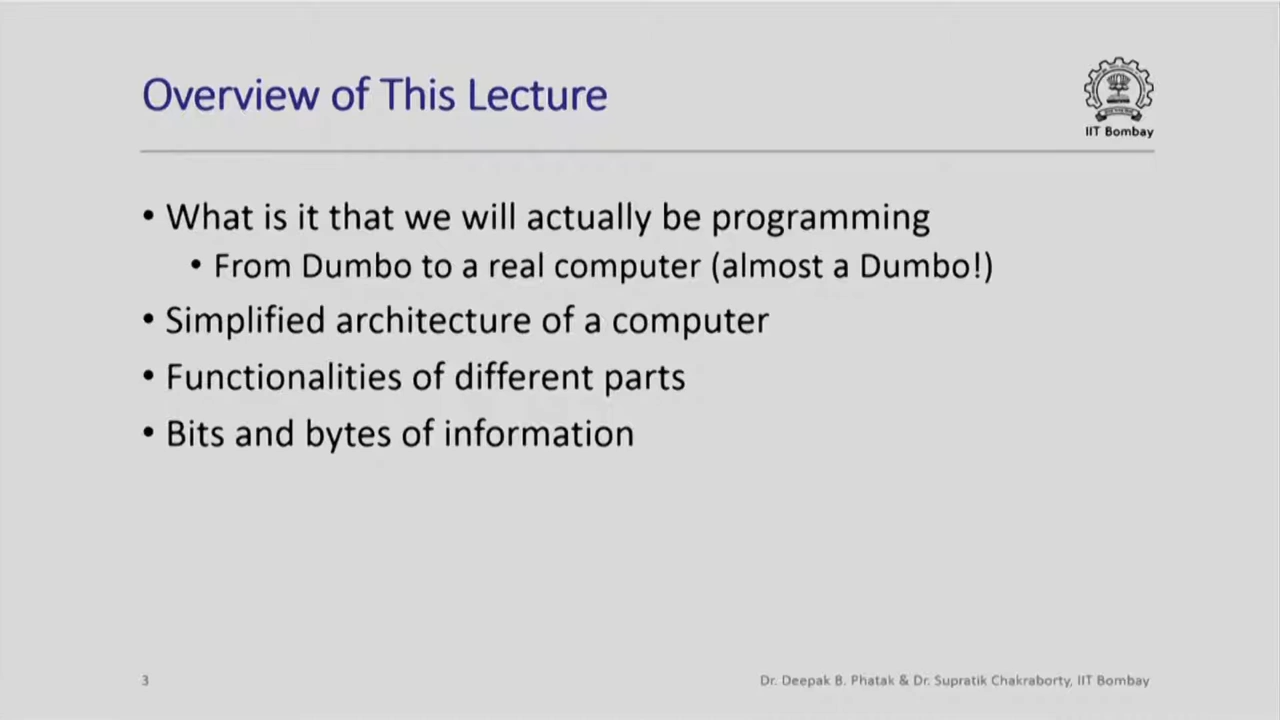 Overview of This Lecture
IIT Bombay
• What is it that we will actually be programming
• From Dumbo to a real computer (almost a Dumbo!)
• Simplified architecture of a computer
• Functionalities of different parts
• Bits and bytes of information
3
Dr. Deepak B. Phatak & Dr. Supratik Chakraborty, IIT Bombay